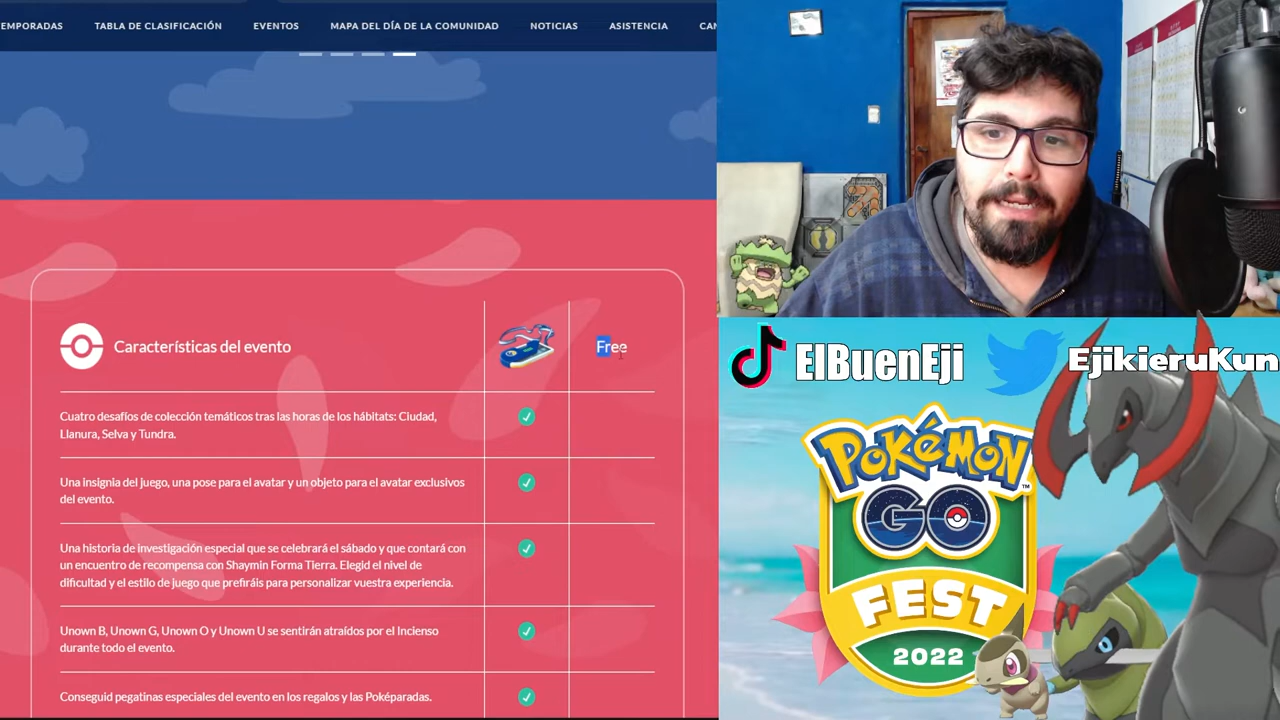 EMPORADAS
TABLA DE CLASIFICACIÓN
EVENTOS
MAPA DEL DÍA DE LA COMUNIDAD
NOTICIAS
ASISTENCIA
Características del evento
Free
Cuatro desafíos de colección temáticos tras las horas de los hábitats: Ciudad,
Llanura, Selva y Tundra.
Una insignia del juego, una pose para el avatar y un objeto para el avatar exclusivos
del evento.
Una historia de investigación especial que se celebrará el sábado y que contará con
un encuentro de recompensa con Shaymin Forma Tierra. Elegid el nivel de
dificultad y el estilo de juego que prefiráis para personalizar vuestra experiencia.
Unown B, Unown G, Unown O y Unown U se sentirán atraídos por el Incienso
durante todo el evento.
Conseguid pegatinas especiales del evento en los regalos y las Poképaradas.
ElBuenEji
EjikieruKun
POKÉMON
GO
FEST
2022